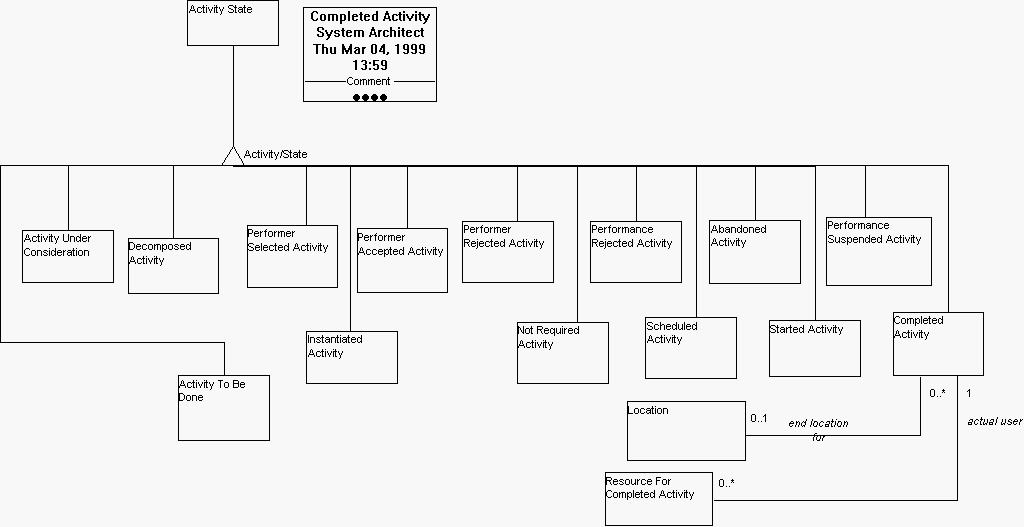 Activity State
Completed Activity
System Architect
Thu Mar 04, 1999
13:59
Comment
Activity/State
Activity Under
Consideration
Decomposed
Activity
Performer
Selected Activity
Performer
Accepted Activity
Performer
Rejected Activity
Performance
Rejected Activity
Abandoned
Activity
Performance
Suspended Activity
Instantiated
Activity
Not Required
Activity
Scheduled
Activity
Started Activity
Completed
Activity
Activity To Be
Done
0..*
1
Location
0..1
end location
for
actual user
Resource For
Completed Activity
0..*